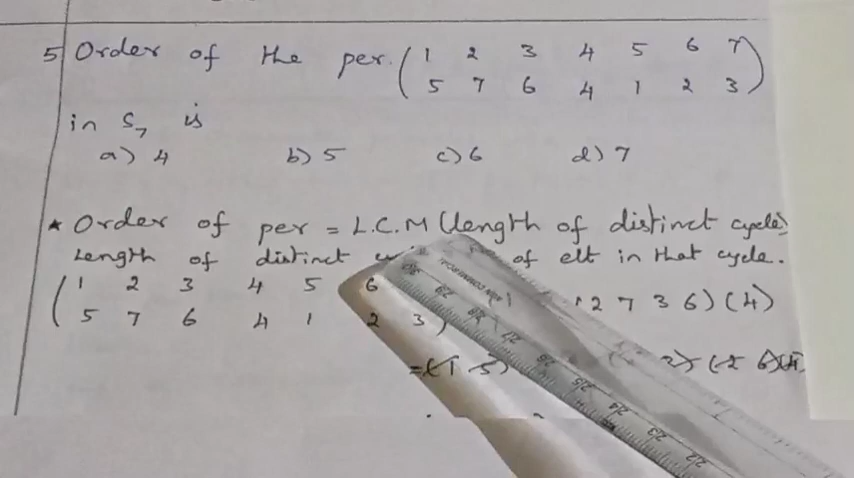 5 Order of the per. ( 1 2 3 4 5 6 7
5 7 6 4 1 2 3 )
in S₇ is
a) 4 b) 5 c) 6 d) 7
* Order of per = L.C.M (length of distinct cycle)
Length of distinct of elt in that cycle.
( 1 2 3 4 5 6
5 7 6 4 1 2 3 ) 2 7 3 6) (4)
= (1 5)